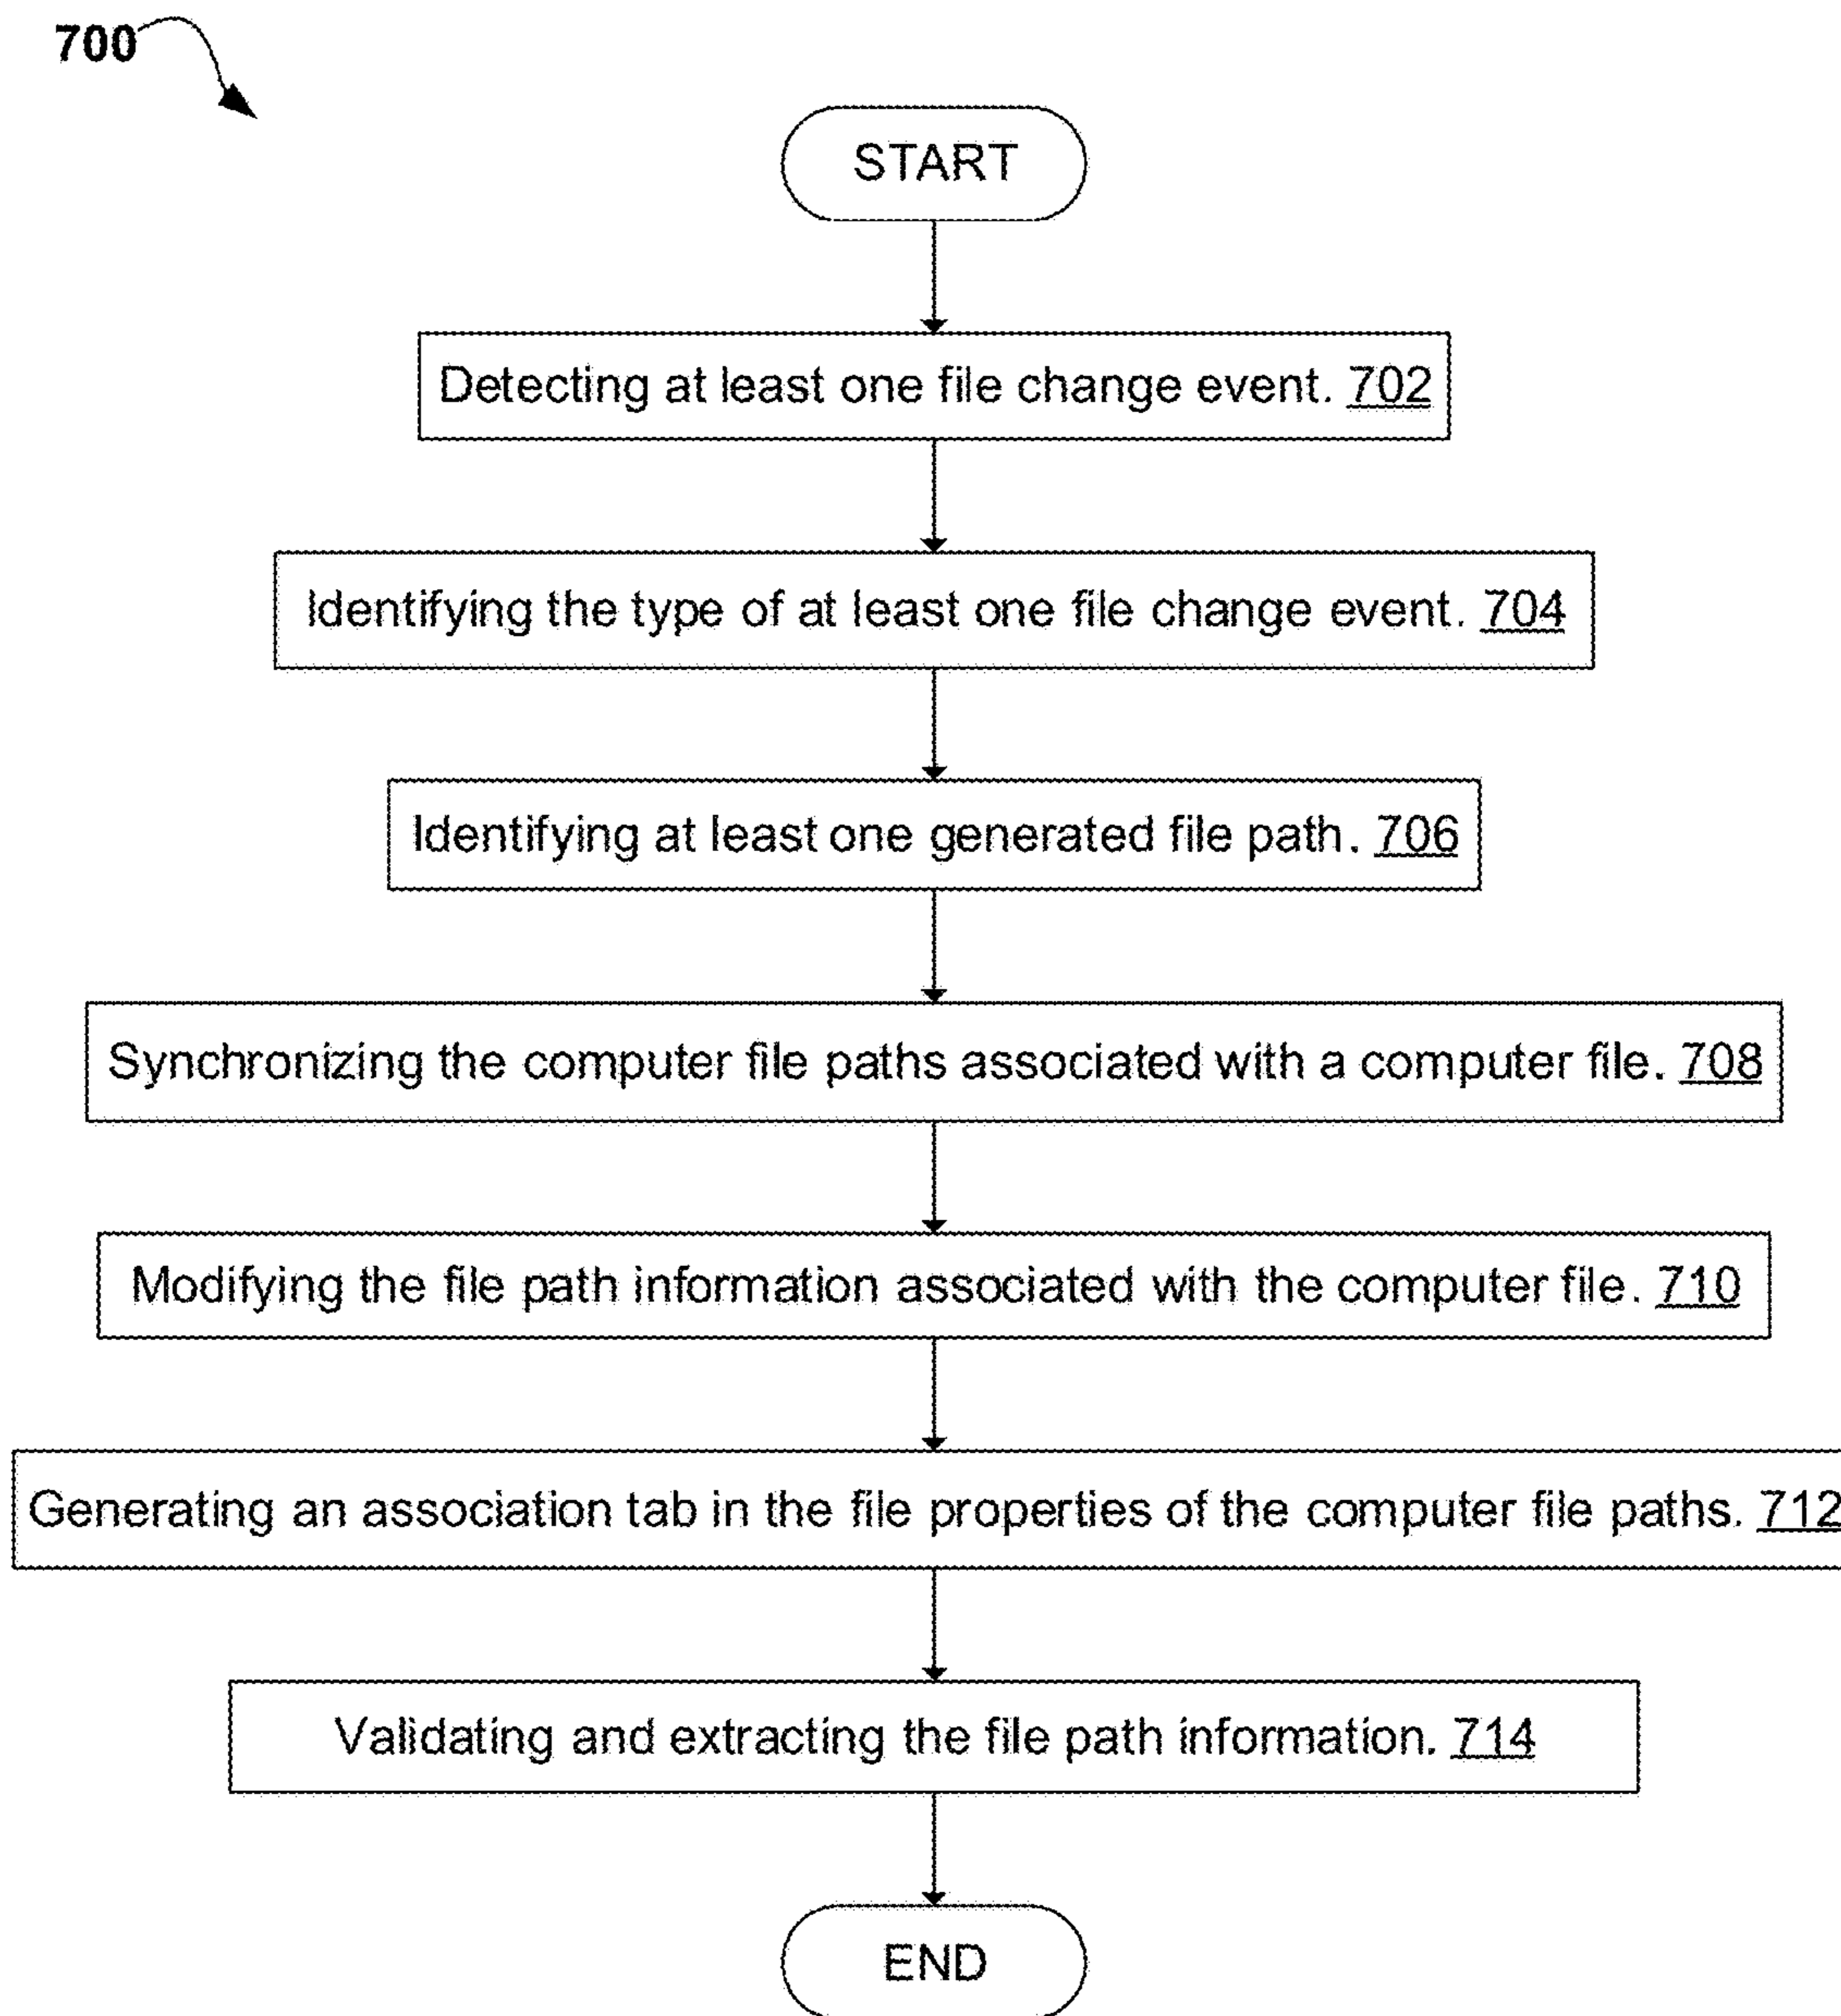 700
START
Detecting at least one file change event. 702
Identifying the type of at least one file change event. 704
Identifying at least one generated file path. 706
Synchronizing the computer file paths associated with a computer file. 708
Modifying the file path information associated with the computer file. 710
Generating an association tab in the file properties of the computer file paths. 712
Validating and extracting the file path information. 714
END